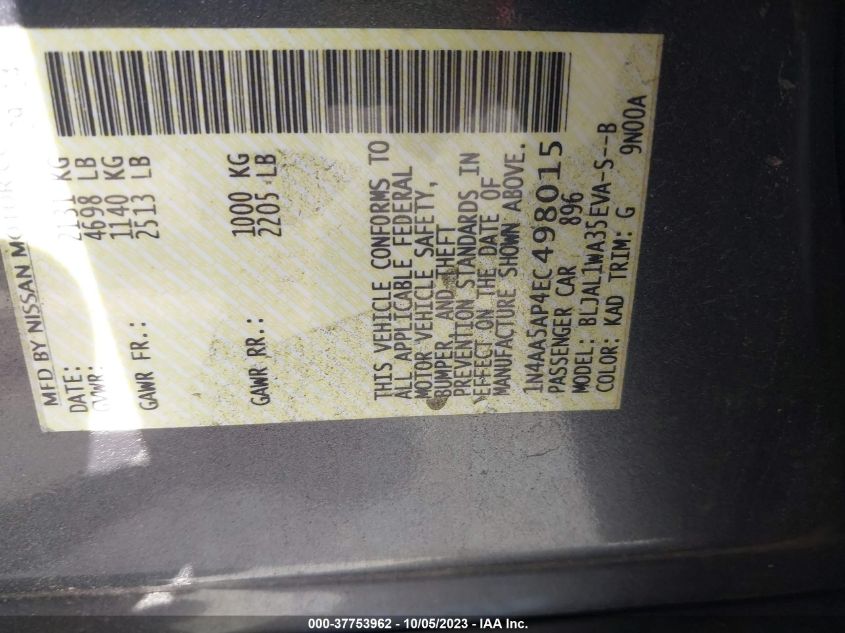 MFD BY NISSAN MOTOR
DATE:
GVWR: 2131 KG
4698 LB
GAWR FR.: 1140 KG
2513 LB
GAWR RR.: 1000 KG
2205 LB
THIS VEHICLE CONFORMS TO
ALL APPLICABLE FEDERAL
MOTOR VEHICLE SAFETY,
BUMPER, AND THEFT
PREVENTION STANDARDS IN
EFFECT ON THE DATE OF
MANUFACTURE SHOWN ABOVE.
1N4AA5AP4EC498015
PASSENGER CAR 896
MODEL: BLJAL1WA35EVA-S--B
COLOR: KAD TRIM: G 9N00A
000-37753962 - 10/05/2023 - IAA Inc.